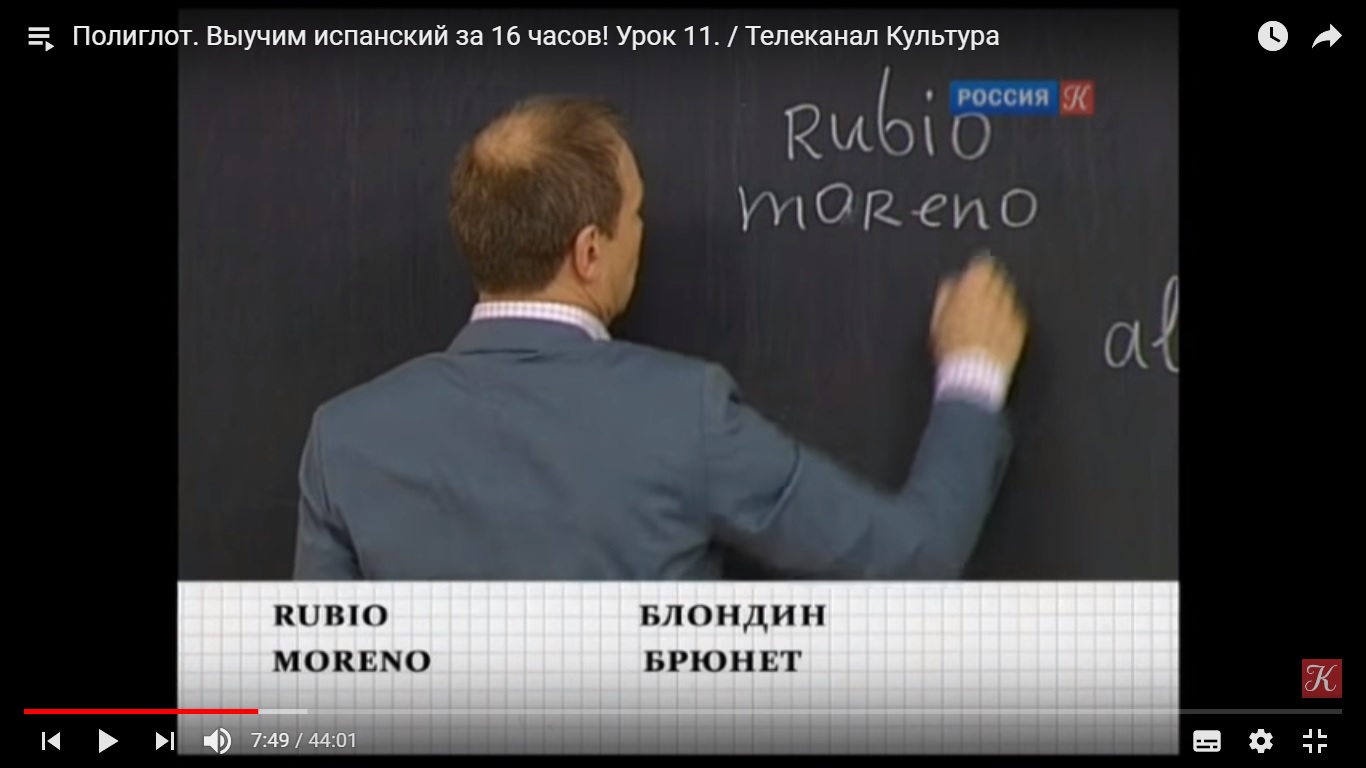 Полиглот. Выучим испанский за 16 часов! Урок 11. / Телеканал Культура
РОССИЯ К
Rubio
moreno
al
RUBIO БЛОНДИН
MORENO БРЮНЕТ
К
7:49 / 44:01